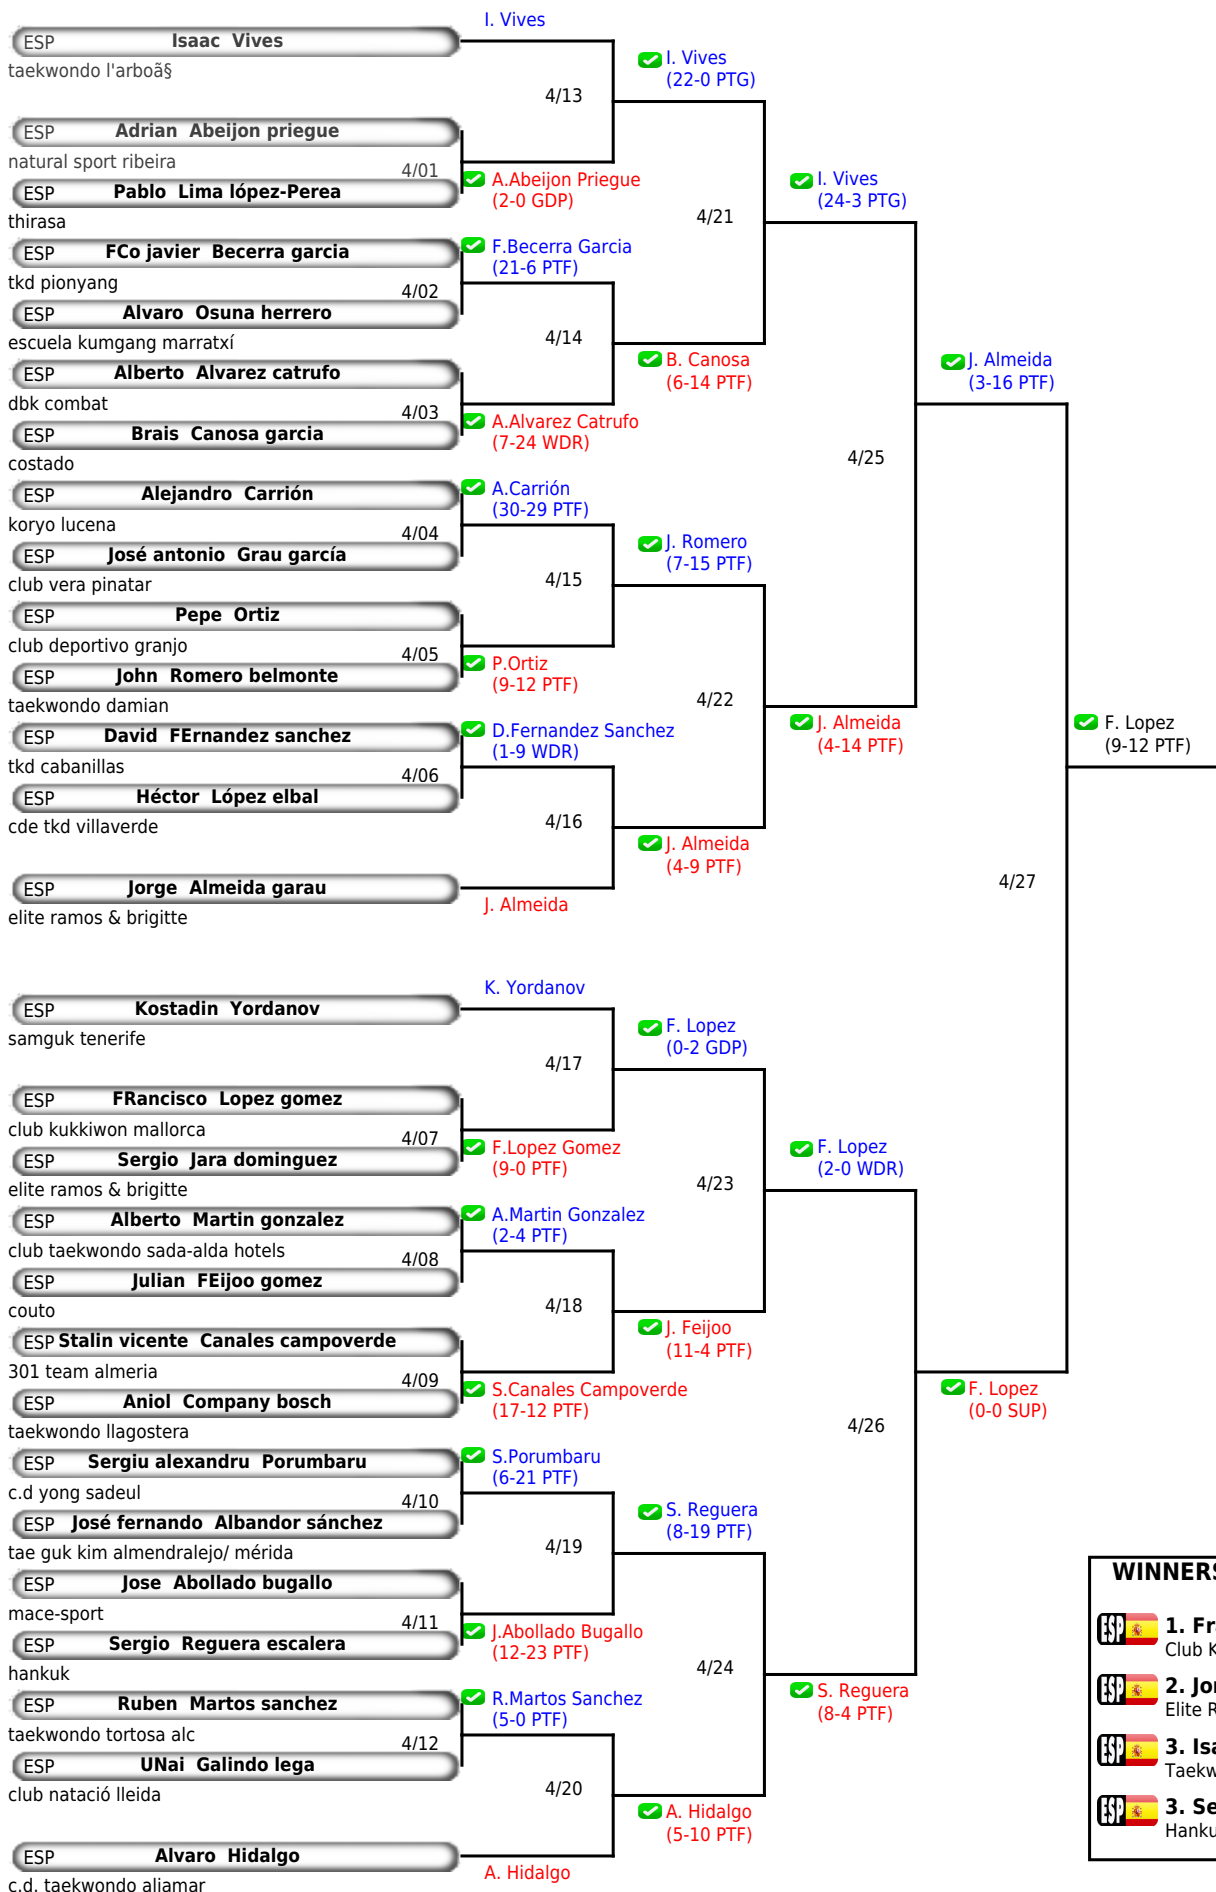 I. Vives
ESP Isaac Vives
taekwondo l'arboã§
I. Vives
(22-0 PTG)
4/13
ESP Adrian Abeijon priegue
natural sport ribeira
4/01
A.Abeijon Priegue
(2-0 GDP)
ESP Pablo Lima lópez-Perea
thirasa
I. Vives
(24-3 PTG)
4/21
ESP FCo javier Becerra garcia
tkd pionyang
F.Becerra Garcia
(21-6 PTF)
4/02
ESP Alvaro Osuna herrero
escuela kumgang marratxí
4/14
B. Canosa
(6-14 PTF)
J. Almeida
(3-16 PTF)
ESP Alberto Alvarez catrufo
dbk combat
4/03
A.Alvarez Catrufo
(7-24 WDR)
ESP Brais Canosa garcia
costado
4/25
ESP Alejandro Carrión
koryo lucena
A.Carrión
(30-29 PTF)
4/04
ESP José antonio Grau garcía
club vera pinatar
J. Romero
(7-15 PTF)
4/15
ESP Pepe Ortiz
club deportivo granjo
4/05
P.Ortiz
(9-12 PTF)
ESP John Romero belmonte
taekwondo damian
4/22
J. Almeida
(4-14 PTF)
F. Lopez
(9-12 PTF)
ESP David FErnandez sanchez
tkd cabanillas
D.Fernandez Sanchez
(1-9 WDR)
4/06
ESP Héctor López elbal
cde tkd villaverde
4/16
J. Almeida
(4-9 PTF)
4/27
ESP Jorge Almeida garau
elite ramos & brigitte
J. Almeida
K. Yordanov
ESP Kostadin Yordanov
samguk tenerife
F. Lopez
(0-2 GDP)
4/17
ESP FRancisco Lopez gomez
club kukkiwon mallorca
4/07
F.Lopez Gomez
(9-0 PTF)
ESP Sergio Jara dominguez
elite ramos & brigitte
F. Lopez
(2-0 WDR)
4/23
ESP Alberto Martin gonzalez
club taekwondo sada-alda hotels
A.Martin Gonzalez
(2-4 PTF)
4/08
ESP Julian FEijoo gomez
couto
4/18
J. Feijoo
(11-4 PTF)
ESP Stalin vicente Canales campoverde
301 team almeria
4/09
S.Canales Campoverde
(17-12 PTF)
F. Lopez
(0-0 SUP)
ESP Aniol Company bosch
taekwondo llagostera
4/26
ESP Sergiu alexandru Porumbaru
c.d yong sadeul
S.Porumbaru
(6-21 PTF)
4/10
ESP José fernando Albandor sánchez
tae guk kim almendralejo/ mérida
S. Reguera
(8-19 PTF)
4/19
ESP Jose Abollado bugallo
mace-sport
4/11
J.Abollado Bugallo
(12-23 PTF)
ESP Sergio Reguera escalera
hankuk
4/24
S. Reguera
(8-4 PTF)
ESP Ruben Martos sanchez
taekwondo tortosa alc
R.Martos Sanchez
(5-0 PTF)
4/12
ESP UNai Galindo lega
club natació lleida
4/20
A. Hidalgo
(5-10 PTF)
ESP Alvaro Hidalgo
c.d. taekwondo aliamar
A. Hidalgo
WINNERS
ESP 1. Fra
Club K
ESP 2. Jor
Elite R
ESP 3. Isa
Taekw
ESP 3. Se
Hanku